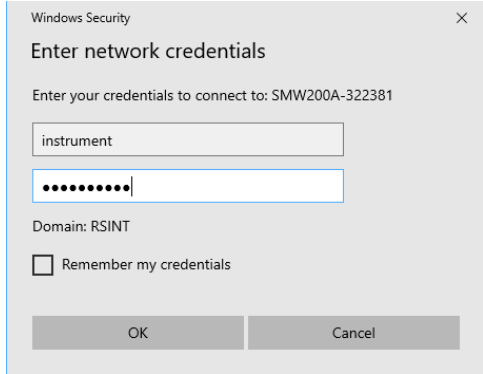 Windows Security
Enter network credentials
Enter your credentials to connect to: SMW200A-322381
instrument
●●●●●●●●●●
Domain: RSINT
Remember my credentials
OK
Cancel